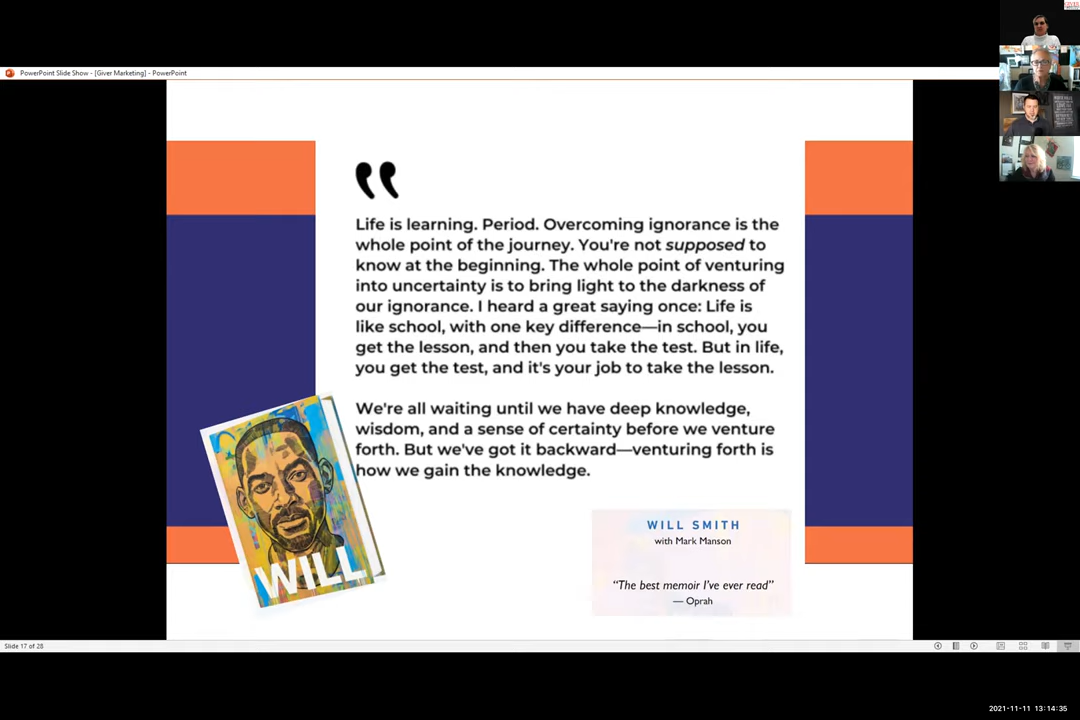 GIVER
PowerPoint Slide Show - [Giver Marketing] - PowerPoint
Life is learning. Period. Overcoming ignorance is the
whole point of the journey. You're not supposed to
know at the beginning. The whole point of venturing
into uncertainty is to bring light to the darkness of
our ignorance. I heard a great saying once: Life is
like school, with one key difference—in school, you
get the lesson, and then you take the test. But in life,
you get the test, and it's your job to take the lesson.
We're all waiting until we have deep knowledge,
wisdom, and a sense of certainty before we venture
forth. But we've got it backward—venturing forth is
how we gain the knowledge.
WILL
WILL SMITH
with Mark Manson
“The best memoir I’ve ever read”
— Oprah
Slide 17 of 28
2021-11-11 13:14:35